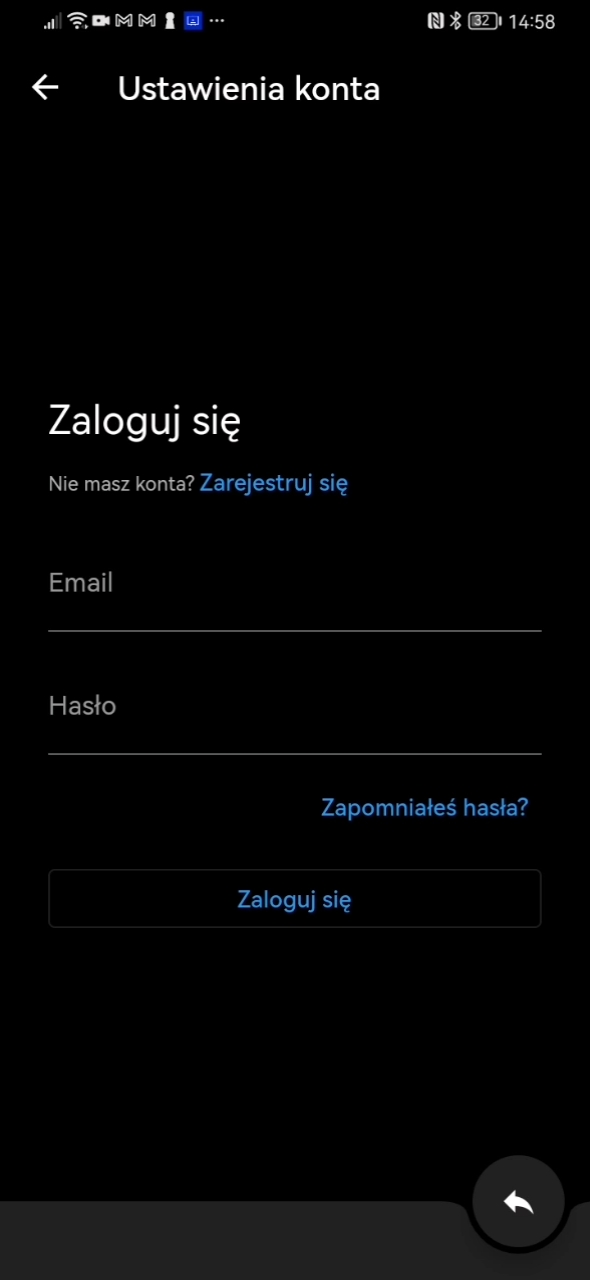 32 14:58
Ustawienia konta
Zaloguj się
Nie masz konta? Zarejestruj się
Email
Hasło
Zapomniałeś hasła?
Zaloguj się